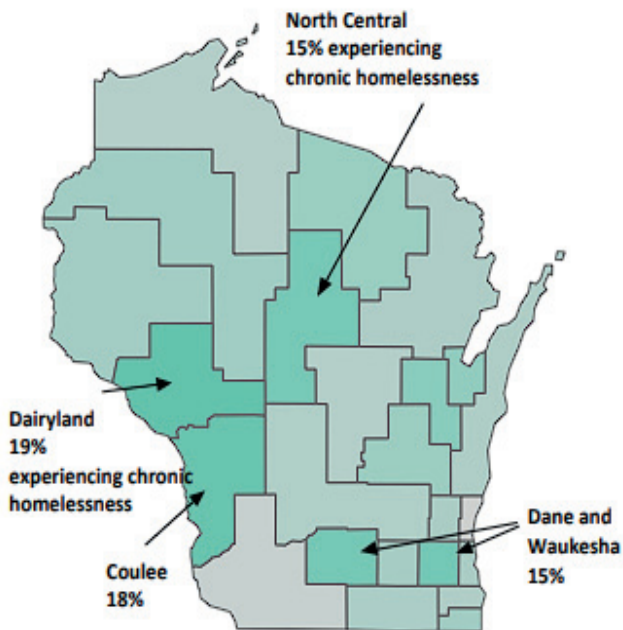 North Central
15% experiencing
chronic homelessness
Dairyland
19%
experiencing chronic
homelessness
Coulee
18%
Dane and
Waukesha
15%